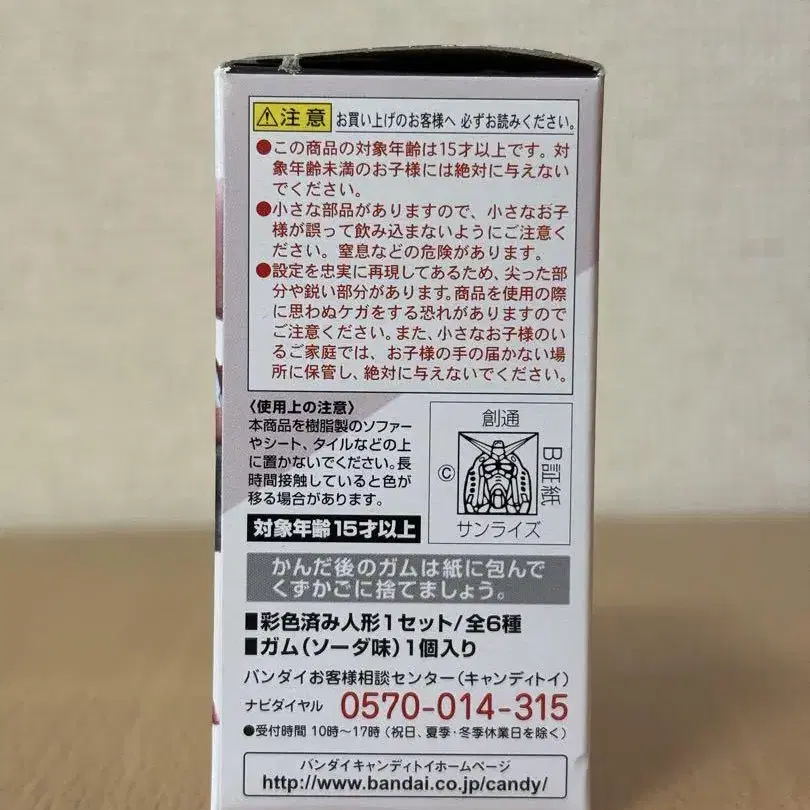 ⚠注意 お買い上げのお客様へ 必ずお読みください。
●この商品の対象年齢は15才以上です。対
象年齢未満のお子様には絶対に与えない
でください。
●小さな部品がありますので、小さなお子
様が誤って飲み込まないようにご注意く
ださい。窒息などの危険があります。
●設定を忠実に再現してあるため、尖った部
分や鋭い部分があります。商品を使用の際
に思わぬケガをする恐れがありますので
ご注意ください。また、小さなお子様のい
るご家庭では、お子様の手の届かない場
所に保管し、絶対に与えないでください。
〈使用上の注意〉
本商品を樹脂製のソファー
やシート、タイルなどの上
に置かないでください。長
時間接触していると色が
移る場合があります。
対象年齢15才以上
創通
©
B証紙
サンライズ
かんだ後のガムは紙に包んで
くずかごに捨てましょう。
■彩色済み人形1セット/全6種
■ガム(ソーダ味)1個入り
バンダイお客様相談センター(キャンディトイ)
ナビダイヤル 0570-014-315
●受付時間 10時〜17時(祝日、夏季・冬季休業日を除く)
バンダイキャンディトイホームページ
http://www.bandai.co.jp/candy/